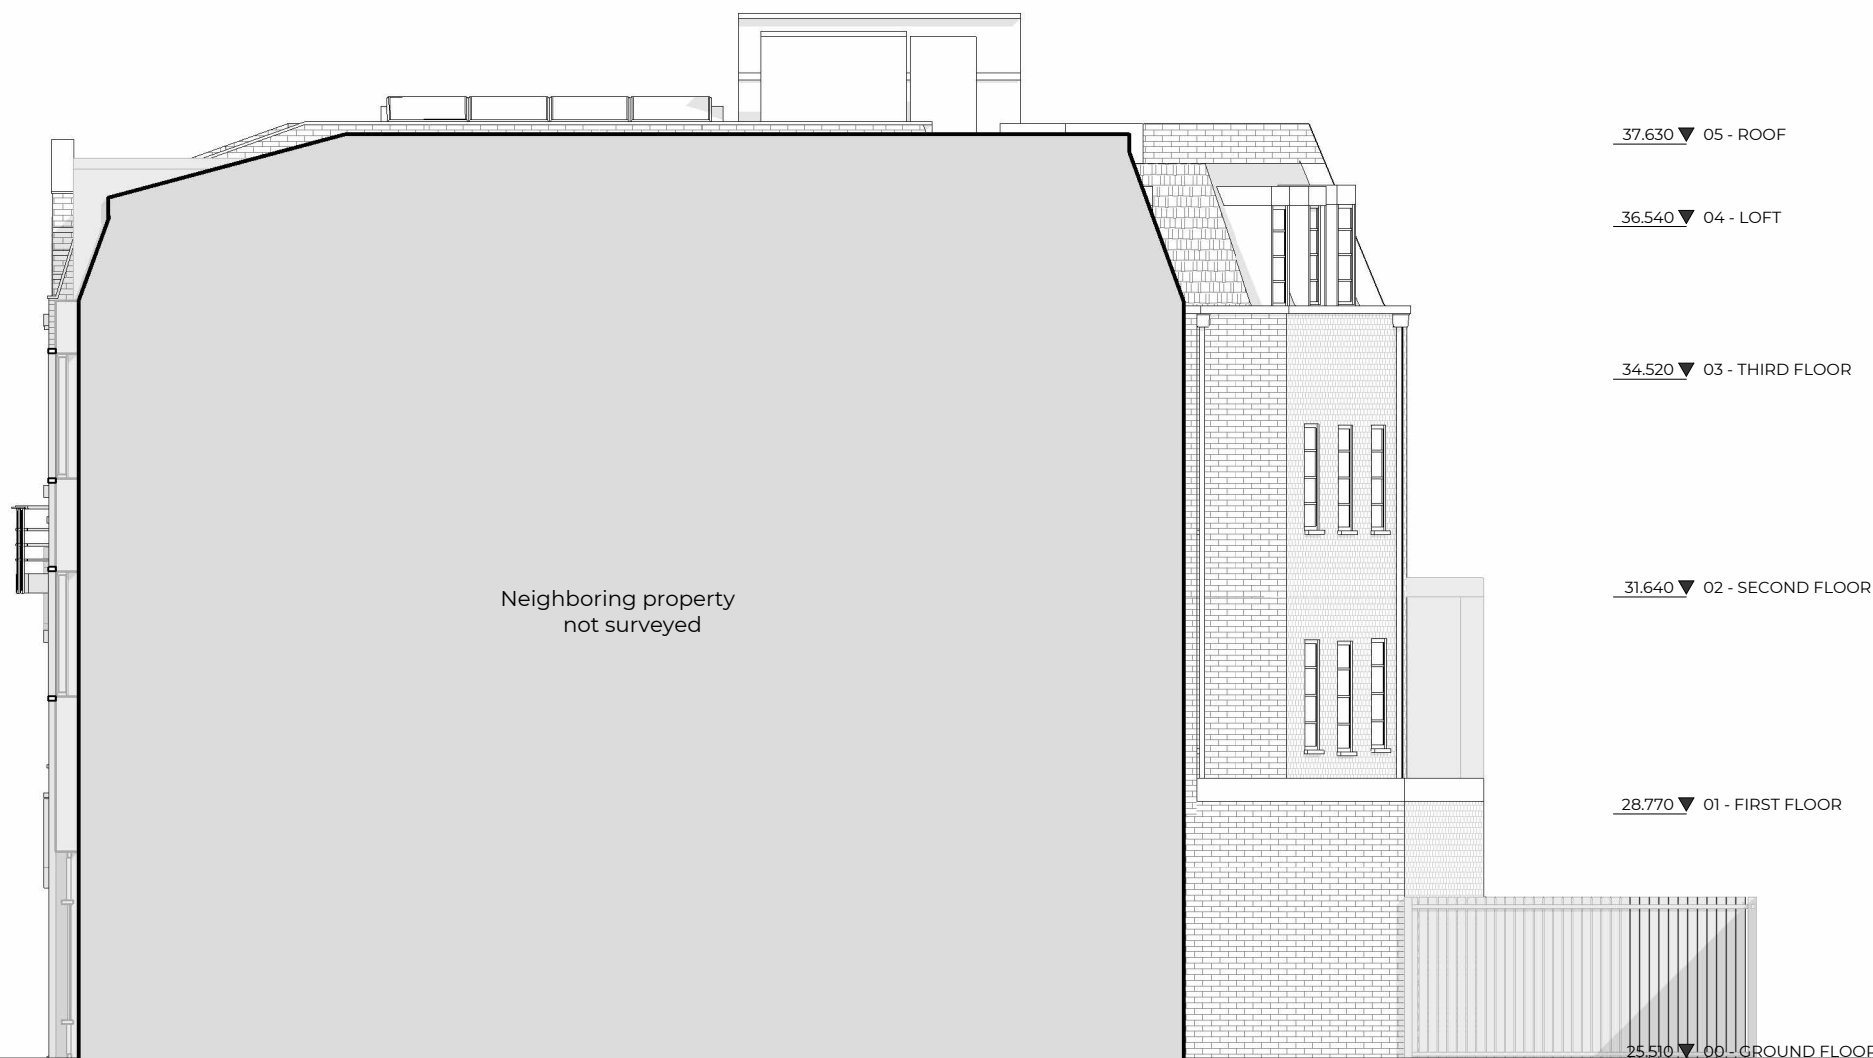 37.630 05 - ROOF
36.540 04 - LOFT
34.520 03 - THIRD FLOOR
Neighboring property
not surveyed
31.640 02 - SECOND FLOOR
28.770 01 - FIRST FLOOR
25.510 00 - GROUND FLOOR